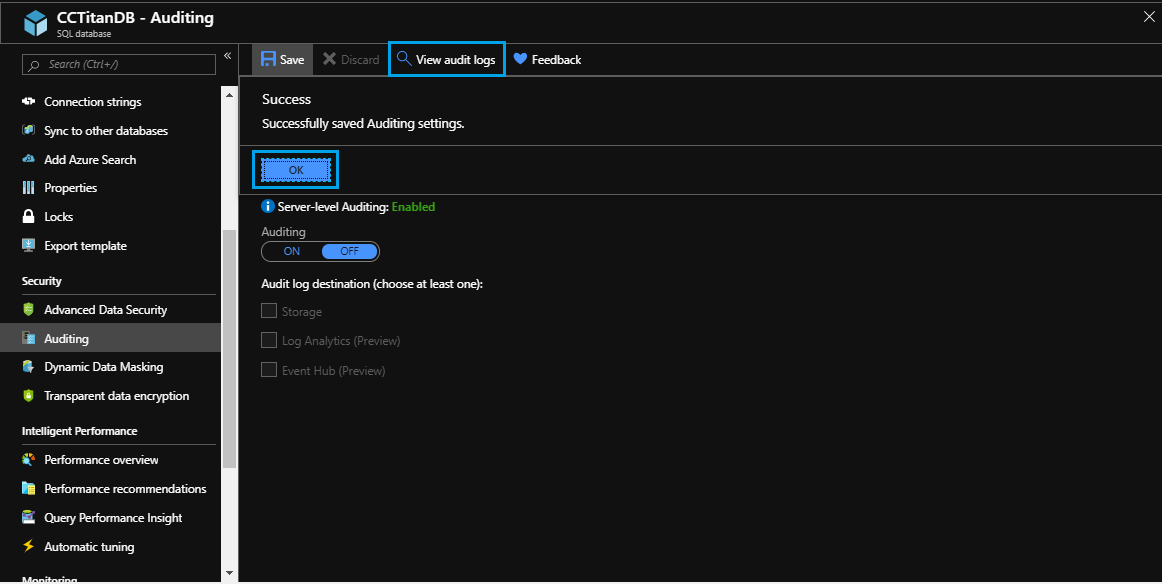 CCTitanDB - Auditing
SQL database
Search (Ctrl+/)
«
Connection strings
Sync to other databases
Add Azure Search
Properties
Locks
Export template
Security
Advanced Data Security
Auditing
Dynamic Data Masking
Transparent data encryption
Intelligent Performance
Performance overview
Performance recommendations
Query Performance Insight
Automatic tuning
Monitoring
Save Discard View audit logs Feedback
Success
Successfully saved Auditing settings.
OK
Server-level Auditing: Enabled
Auditing
ON OFF
Audit log destination (choose at least one):
Storage
Log Analytics (Preview)
Event Hub (Preview)